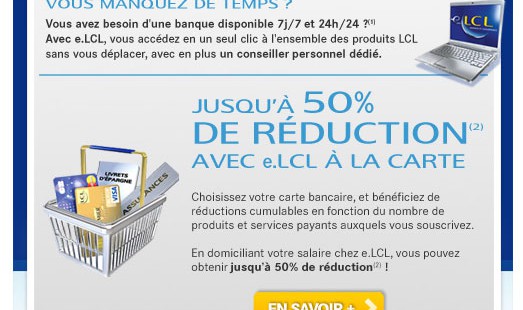 VOUS MANQUEZ DE TEMPS ?
Vous avez besoin d'une banque disponible 7j/7 et 24h/24 ?(1)
Avec e.LCL, vous accédez en un seul clic à l'ensemble des produits LCL
sans vous déplacer, avec en plus un conseiller personnel dédié.
e.LCL
JUSQU'À 50%
DE RÉDUCTION(2)
AVEC e.LCL À LA CARTE
LIVRETS
D'ÉPARGNE
ASSURANCES
VISA
Choisissez votre carte bancaire, et bénéficiez de
réductions cumulables en fonction du nombre de
produits et services payants auxquels vous souscrivez.
En domiciliant votre salaire chez e.LCL, vous pouvez
obtenir jusqu'à 50% de réduction(2) !
EN SAVOIR +